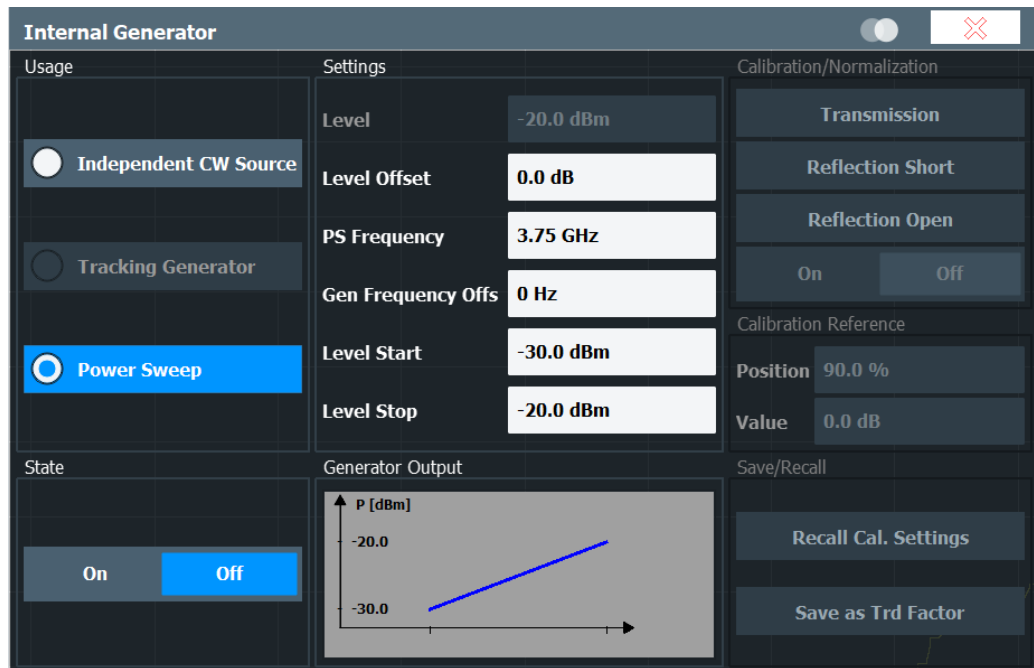 Internal Generator
Usage
Independent CW Source
Tracking Generator
Power Sweep
State
On Off
Settings
Level -20.0 dBm
Level Offset 0.0 dB
PS Frequency 3.75 GHz
Gen Frequency Offs 0 Hz
Level Start -30.0 dBm
Level Stop -20.0 dBm
Generator Output
P [dBm]
-20.0
-30.0
Calibration/Normalization
Transmission
Reflection Short
Reflection Open
On Off
Calibration Reference
Position 90.0 %
Value 0.0 dB
Save/Recall
Recall Cal. Settings
Save as Trd Factor